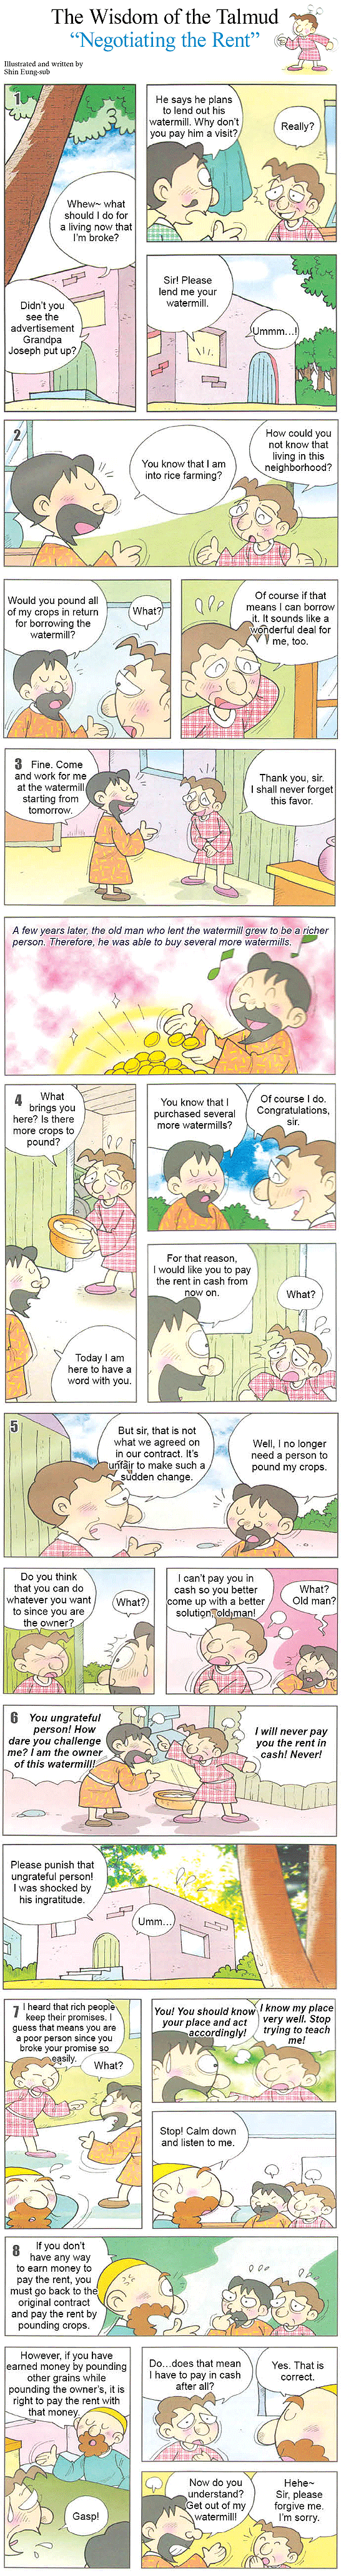 The Wisdom of the Talmud
“Negotiating the Rent”
Illustrated and written by
Shin Eung-sub
1
Whew~ what
should I do for
a living now that
I'm broke?
Didn't you
see the
advertisement
Grandpa
Joseph put up?
He says he plans
to lend out his
watermill. Why don't
you pay him a visit?
Really?
Sir! Please
lend me your
watermill.
Ummm...!
2
You know that I am
into rice farming?
How could you
not know that
living in this
neighborhood?
Would you pound all
of my crops in return
for borrowing the
watermill?
What?
Of course if that
means I can borrow
it. It sounds like a
wonderful deal for
me, too.
3 Fine. Come
and work for me
at the watermill
starting from
tomorrow.
Thank you, sir.
I shall never forget
this favor.
A few years later, the old man who lent the watermill grew to be a richer
person. Therefore, he was able to buy several more watermills.
4 What
brings you
here? Is there
more crops to
pound?
Today I am
here to have a
word with you.
You know that I
purchased several
more watermills?
Of course I do.
Congratulations,
sir.
For that reason,
I would like you to pay
the rent in cash from
now on.
What?
5
But sir, that is not
what we agreed on
in our contract. It's
unfair to make such a
sudden change.
Well, I no longer
need a person to
pound my crops.
Do you think
that you can do
whatever you want
to since you are
the owner?
What?
I can't pay you in
cash so you better
come up with a better
solution, old man!
What?
Old man?
6 You ungrateful
person! How
dare you challenge
me? I am the owner
of this watermill!
I will never pay
you the rent in
cash! Never!
Please punish that
ungrateful person!
I was shocked by
his ingratitude.
Umm...
7 I heard that rich people
keep their promises. I
guess that means you are
a poor person since you
broke your promise so
easily.
What?
You! You should know
your place and act
accordingly!
I know my place
very well. Stop
trying to teach
me!
Stop! Calm down
and listen to me.
8 If you don't
have any way
to earn money to
pay the rent, you
must go back to the
original contract
and pay the rent by
pounding crops.
However, if you have
earned money by pounding
other grains while
pounding the owner's, it is
right to pay the rent with
that money.
Gasp!
Do...does that mean
I have to pay in cash
after all?
Yes. That is
correct.
Now do you
understand?
Get out of my
watermill!
Hehe~
Sir, please
forgive me.
I'm sorry.